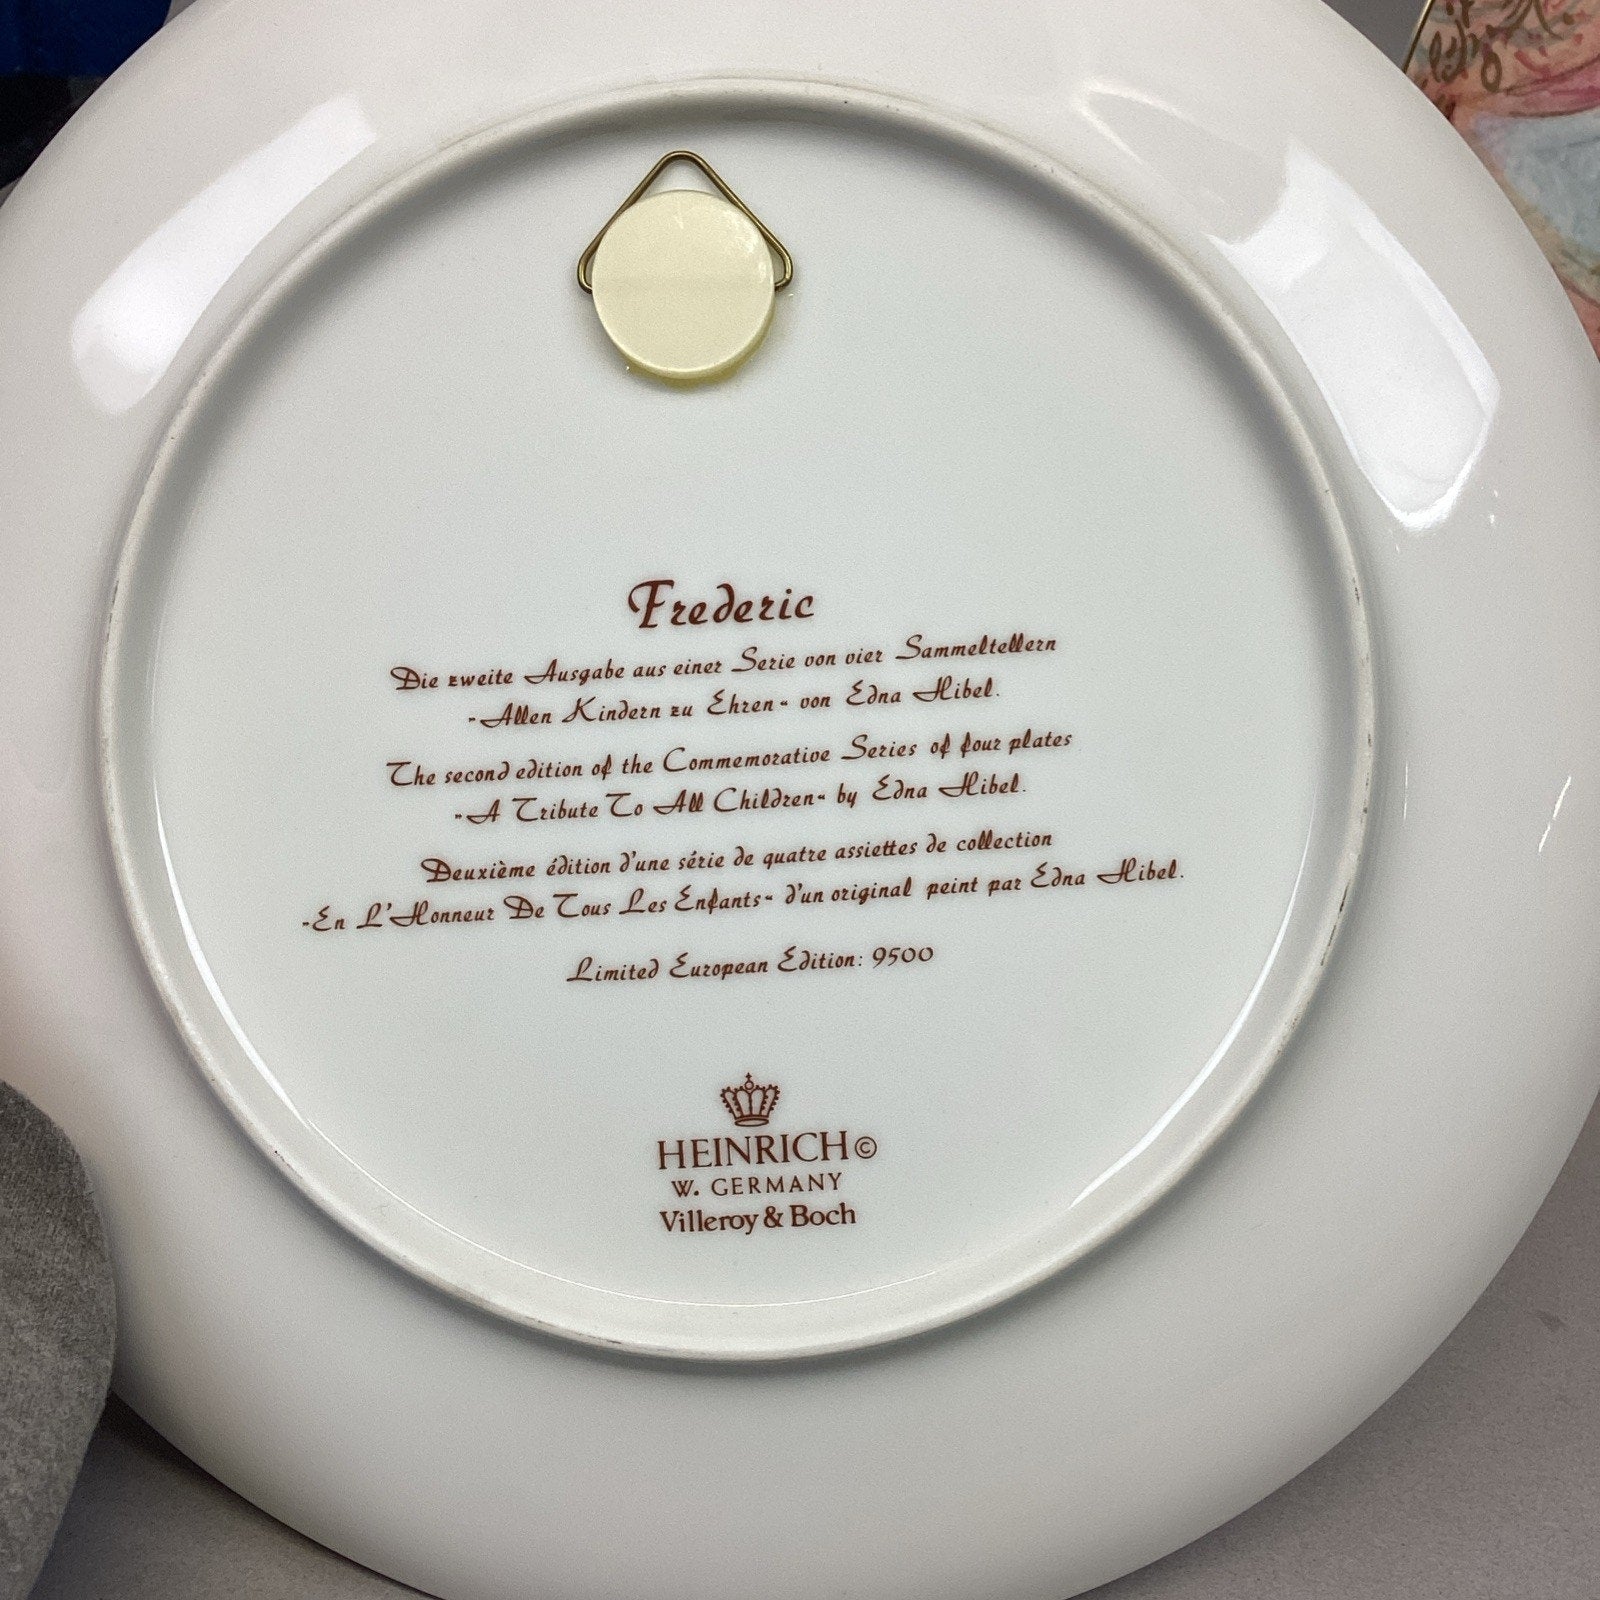 Frederic
Die zweite Ausgabe aus einer Serie von vier Sammeltellern
"Allen Kindern zu Ehren" von Edna Hibel.
The second edition of the Commemorative Series of four plates
"A Tribute To All Children" by Edna Hibel.
Deuxième édition d'une série de quatre assiettes de collection
"En L'Honneur De Tous Les Enfants" d'un original peint par Edna Hibel.
Limited European Edition: 9500
HEINRICH©
W. GERMANY
Villeroy & Boch